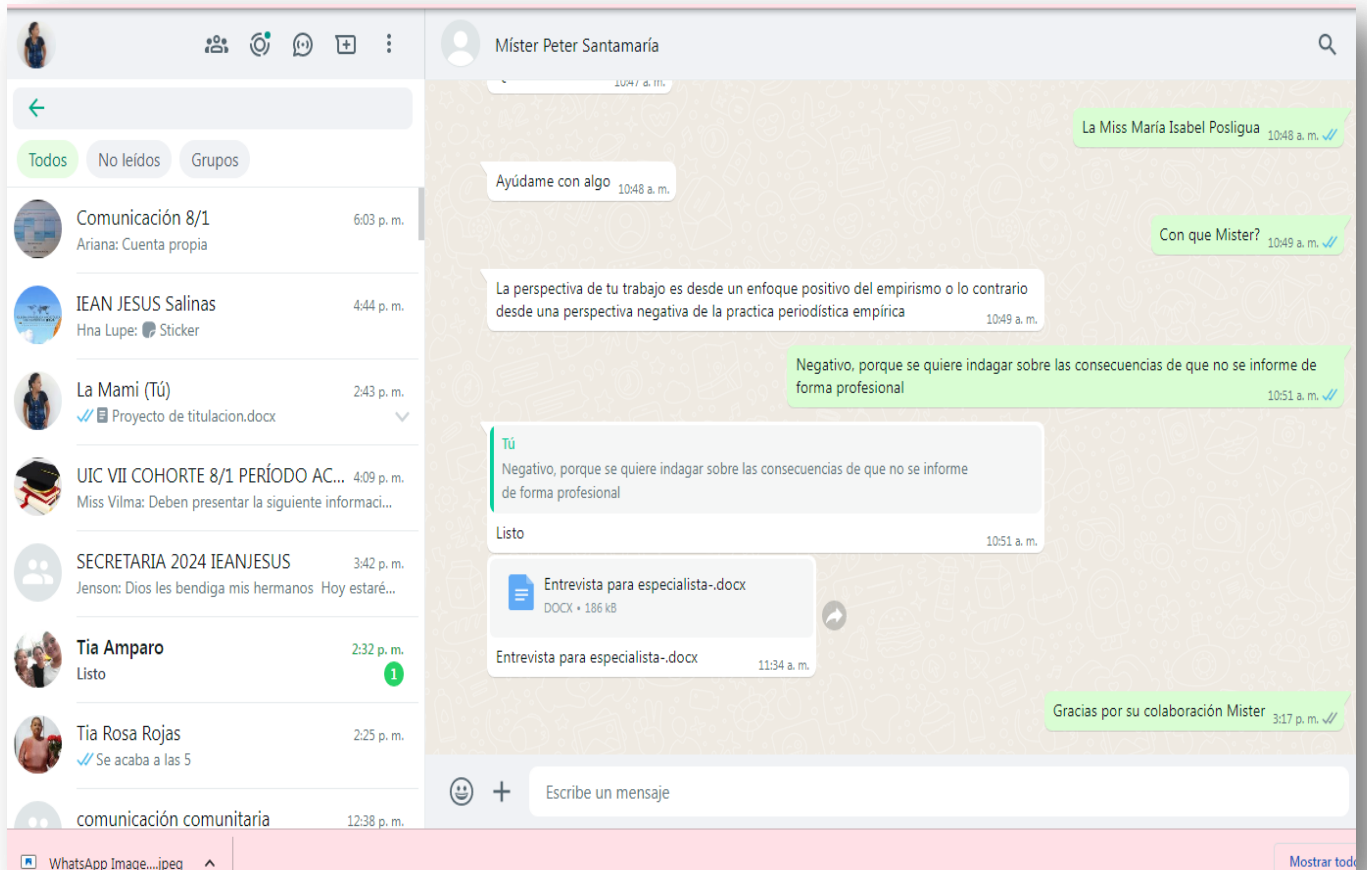 Todos
No leídos
Grupos
Comunicación 8/1
6:03 p. m.
Ariana: Cuenta propia
IEAN JESUS Salinas
4:44 p. m.
Hna Lupe: Sticker
La Mami (Tú)
2:43 p. m.
Proyecto de titulacion.docx
UIC VII COHORTE 8/1 PERÍODO AC...
4:09 p. m.
Miss Vilma: Deben presentar la siguiente informaci...
SECRETARIA 2024 IEANJESUS
3:42 p. m.
Jenson: Dios les bendiga mis hermanos Hoy estaré...
Tia Amparo
2:32 p. m.
Listo
1
Tia Rosa Rojas
2:25 p. m.
Se acaba a las 5
comunicación comunitaria
12:38 p. m.
Míster Peter Santamaría
10:47 a. m.
La Miss María Isabel Posligua
10:48 a. m.
Ayúdame con algo
10:48 a. m.
Con que Mister?
10:49 a. m.
La perspectiva de tu trabajo es desde un enfoque positivo del empirismo o lo contrario
desde una perspectiva negativa de la practica periodística empírica
10:49 a. m.
Negativo, porque se quiere indagar sobre las consecuencias de que no se informe de
forma profesional
10:51 a. m.
Tú
Negativo, porque se quiere indagar sobre las consecuencias de que no se informe
de forma profesional
Listo
10:51 a. m.
Entrevista para especialista-.docx
DOCX • 186 kB
Entrevista para especialista-.docx
11:34 a. m.
Gracias por su colaboración Mister
3:17 p. m.
Escribe un mensaje
WhatsApp Image....jpeg
Mostrar todo